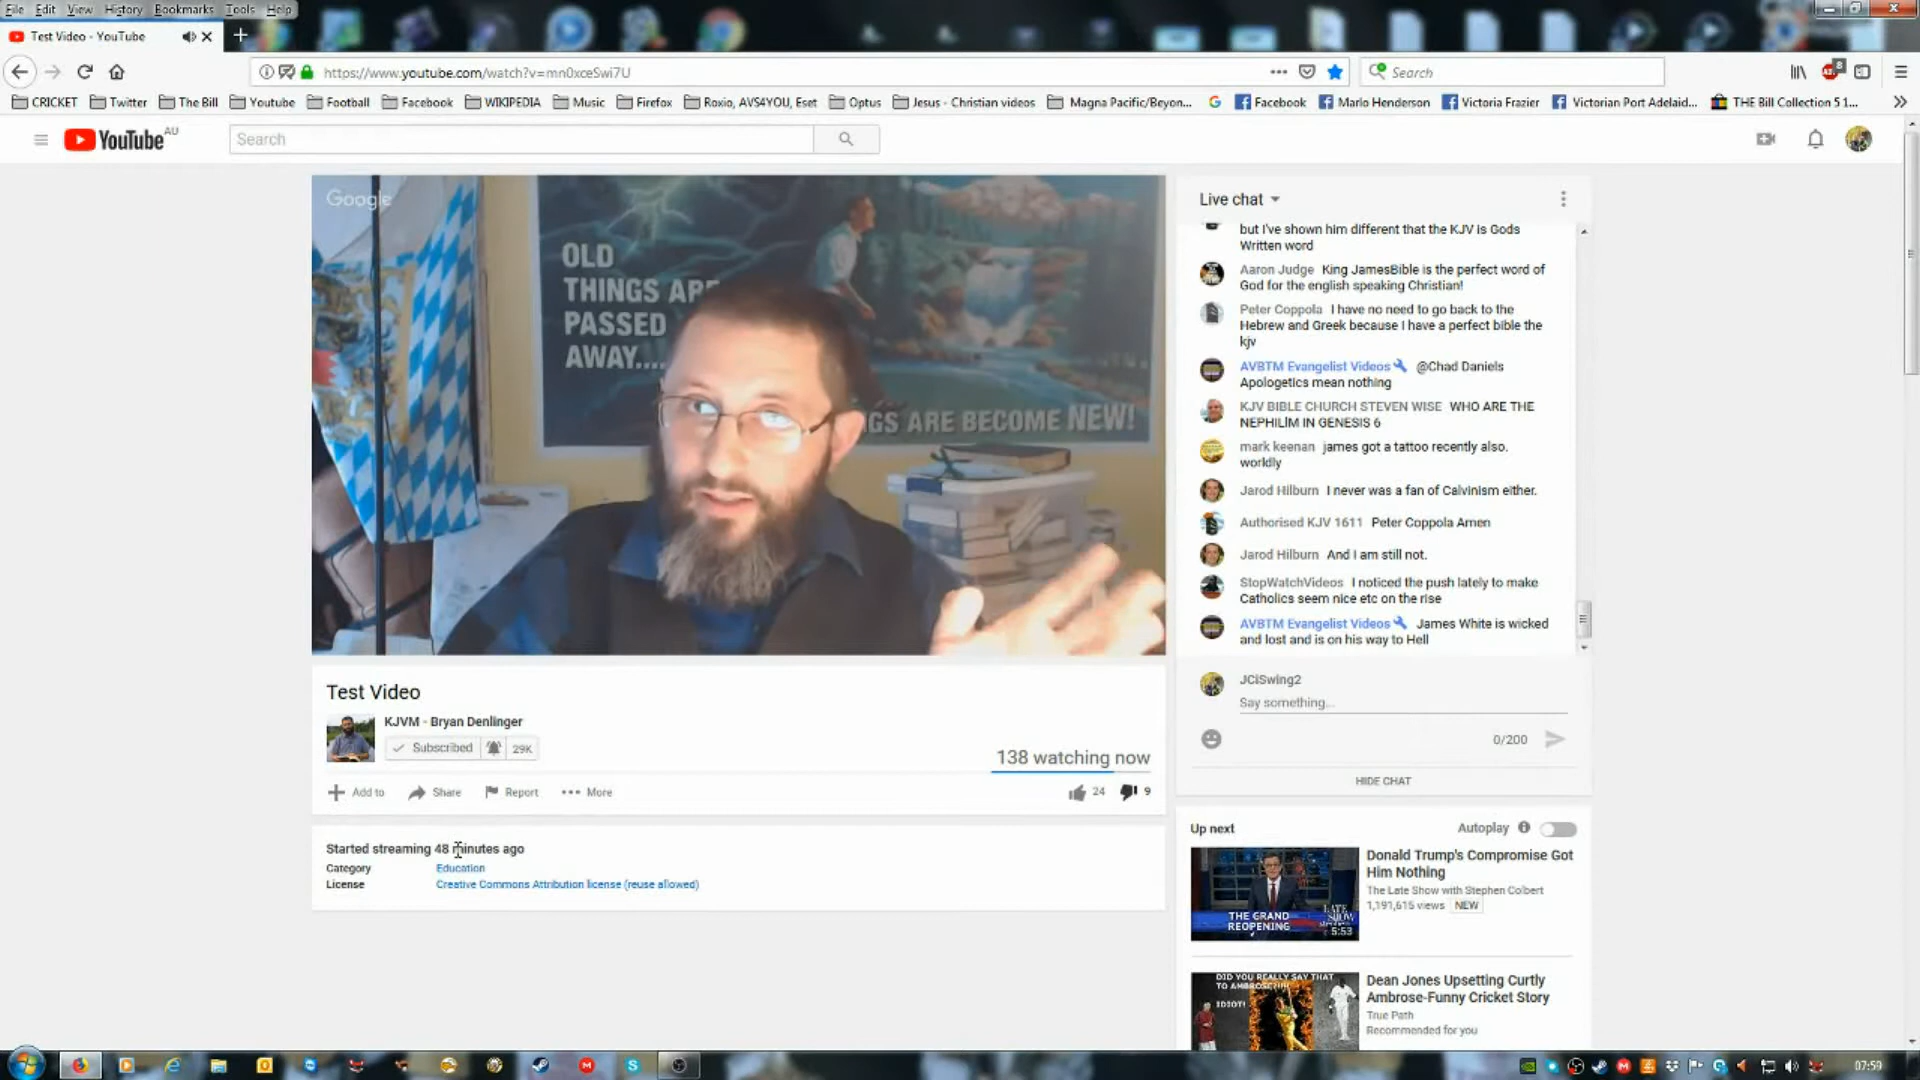 File Edit View History Bookmarks Tools Help
Test Video - YouTube
https://www.youtube.com/watch?v=mn0xceSwi7U
Search
8
CRICKET Twitter The Bill Youtube Football Facebook WIKIPEDIA Music Firefox Roxio, AVS4YOU, Eset Optus Jesus - Christian videos Magna Pacific/Beyon... Facebook Marlo Henderson Victoria Frazier Victorian Port Adelaid... THE Bill Collection 5 1...
YouTube AU
Search
Google
OLD
THINGS ARE
PASSED
AWAY....
GS ARE BECOME NEW!
Test Video
KJVM - Bryan Denlinger
Subscribed 29K
138 watching now
Add to Share Report More
24 9
Started streaming 48 minutes ago
Category Education
License Creative Commons Attribution license (reuse allowed)
Live chat
but I've shown him different that the KJV is Gods
Written word
Aaron Judge King JamesBible is the perfect word of
God for the english speaking Christian!
Peter Coppola I have no need to go back to the
Hebrew and Greek because I have a perfect bible the
kjv
AVBTM Evangelist Videos @Chad Daniels
Apologetics mean nothing
KJV BIBLE CHURCH STEVEN WISE WHO ARE THE
NEPHILIM IN GENESIS 6
mark keenan james got a tattoo recently also.
worldly
Jarod Hilburn I never was a fan of Calvinism either.
Authorised KJV 1611 Peter Coppola Amen
Jarod Hilburn And I am still not.
StopWatchVideos I noticed the push lately to make
Catholics seem nice etc on the rise
AVBTM Evangelist Videos James White is wicked
and lost and is on his way to Hell
JCiSwing2
Say something...
0/200
HIDE CHAT
Up next
Autoplay
THE GRAND
REOPENING
5:53
Donald Trump's Compromise Got
Him Nothing
The Late Show with Stephen Colbert
1,191,615 views NEW
DID YOU REALLY SAY THAT
TO AMBROSE?!!!
IDIOT!
Dean Jones Upsetting Curtly
Ambrose-Funny Cricket Story
True Path
Recommended for you
07:59